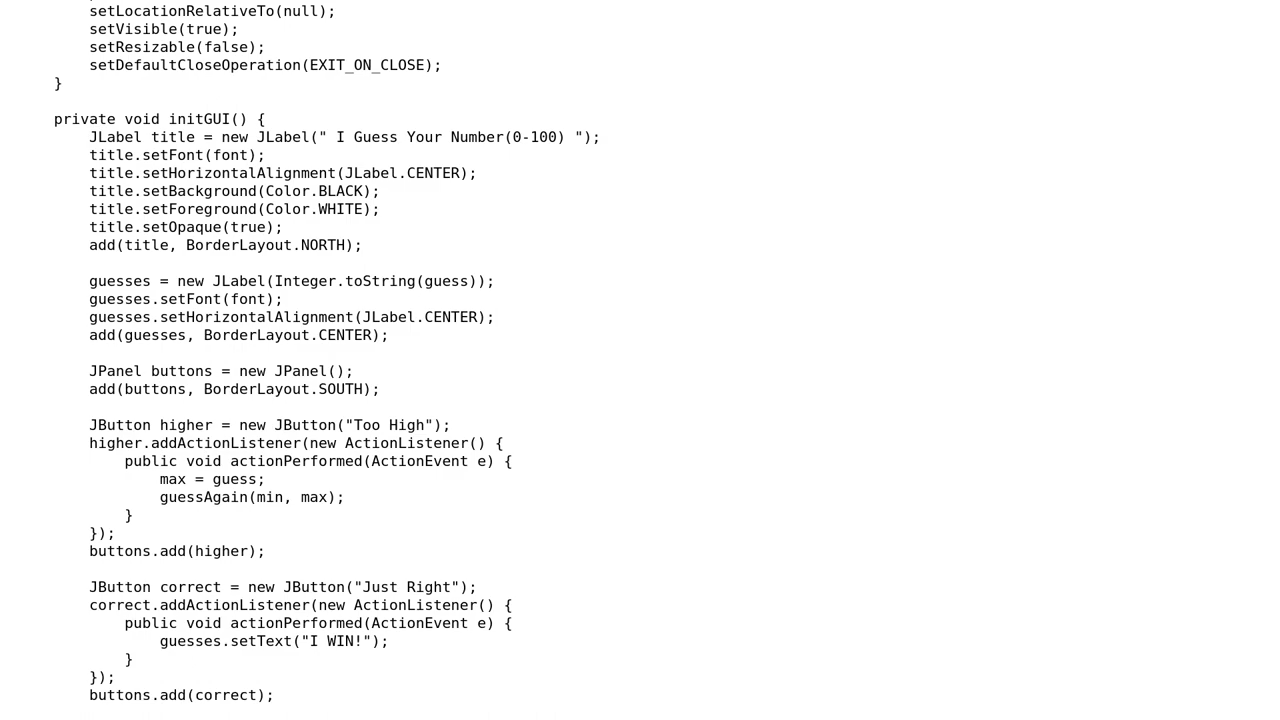 setLocationRelativeTo(null);
setVisible(true);
setResizable(false);
setDefaultCloseOperation(EXIT_ON_CLOSE);
}
private void initGUI() {
JLabel title = new JLabel(" I Guess Your Number(0-100) ");
title.setFont(font);
title.setHorizontalAlignment(JLabel.CENTER);
title.setBackground(Color.BLACK);
title.setForeground(Color.WHITE);
title.setOpaque(true);
add(title, BorderLayout.NORTH);
guesses = new JLabel(Integer.toString(guess));
guesses.setFont(font);
guesses.setHorizontalAlignment(JLabel.CENTER);
add(guesses, BorderLayout.CENTER);
JPanel buttons = new JPanel();
add(buttons, BorderLayout.SOUTH);
JButton higher = new JButton("Too High");
higher.addActionListener(new ActionListener() {
public void actionPerformed(ActionEvent e) {
max = guess;
guessAgain(min, max);
}
});
buttons.add(higher);
JButton correct = new JButton("Just Right");
correct.addActionListener(new ActionListener() {
public void actionPerformed(ActionEvent e) {
guesses.setText("I WIN!");
}
});
buttons.add(correct);